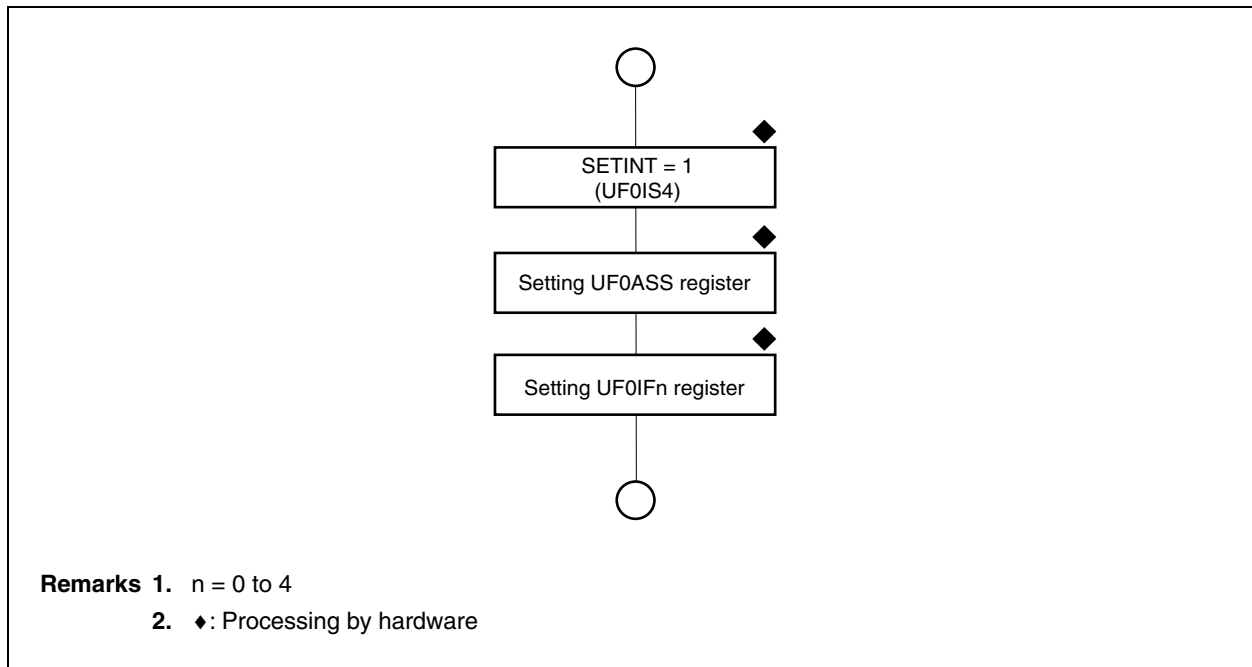 SETINT = 1
(UF0IS4)
Setting UF0ASS register
Setting UF0IFn register
Remarks 1. n = 0 to 4
2. ♦: Processing by hardware